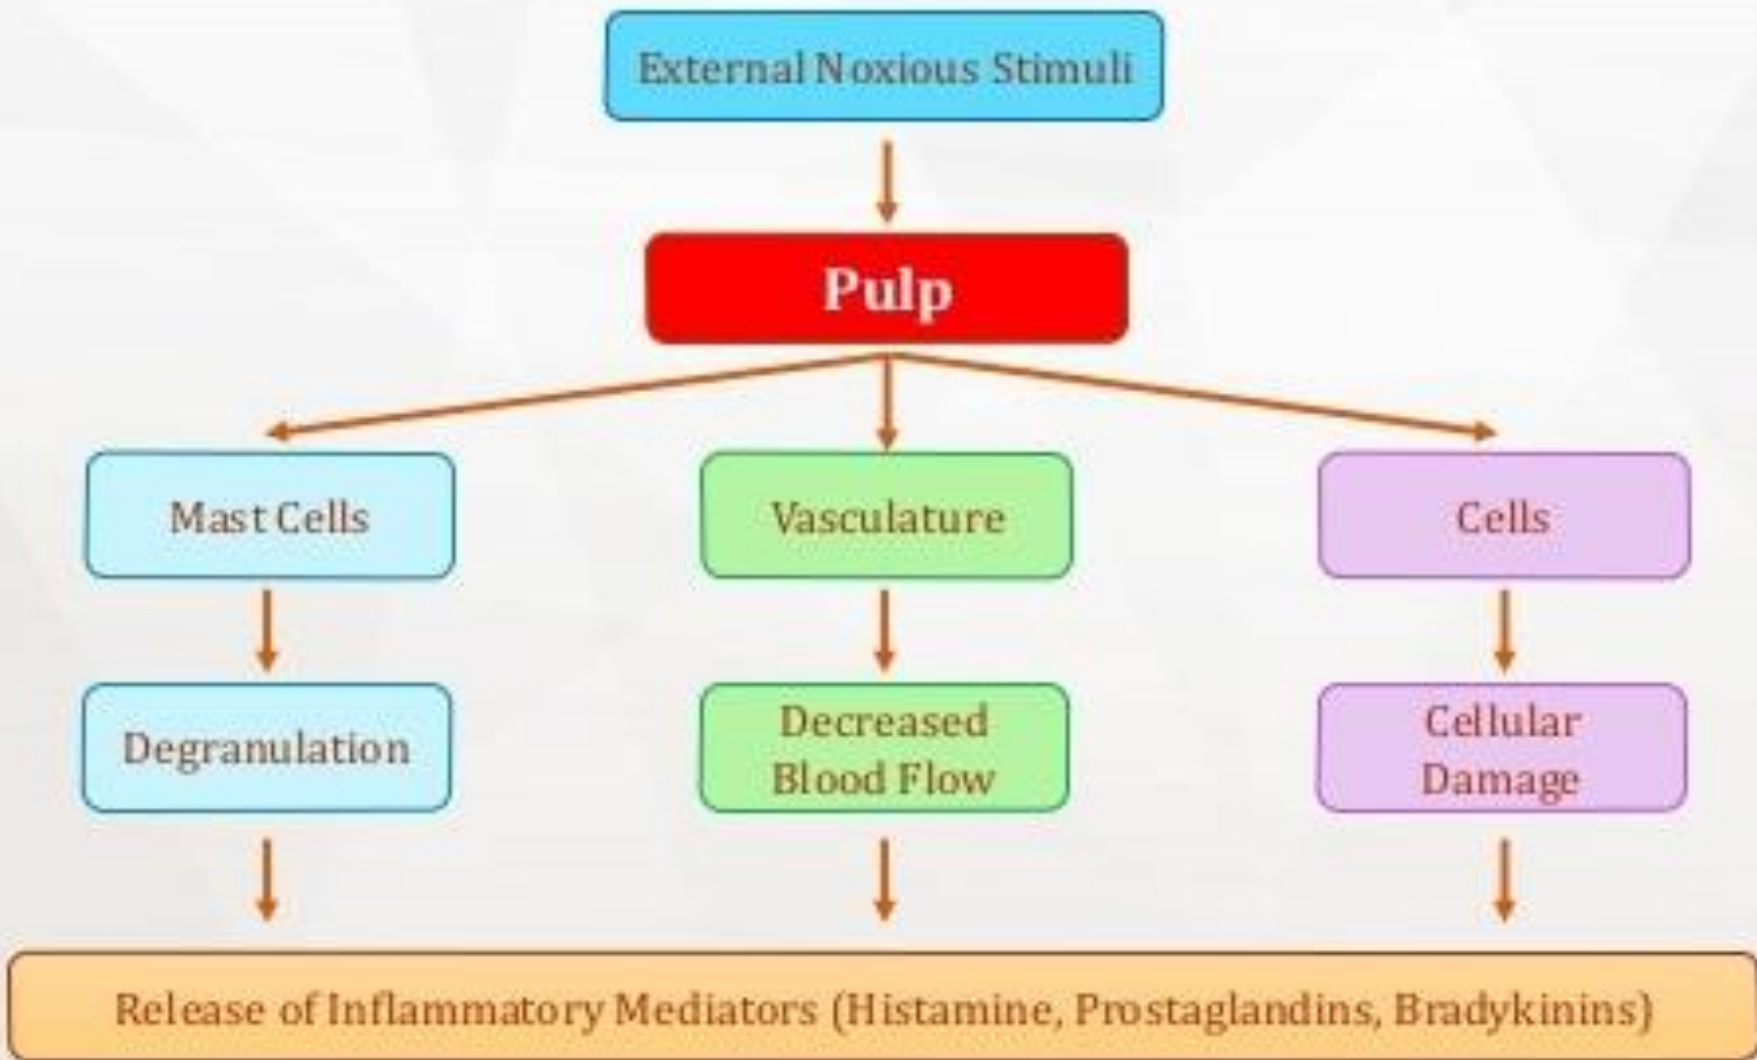 External Noxious Stimuli
Pulp
Mast Cells
Vasculature
Cells
Degranulation
Decreased
Blood Flow
Cellular
Damage
Release of Inflammatory Mediators (Histamine, Prostaglandins, Bradykinins)